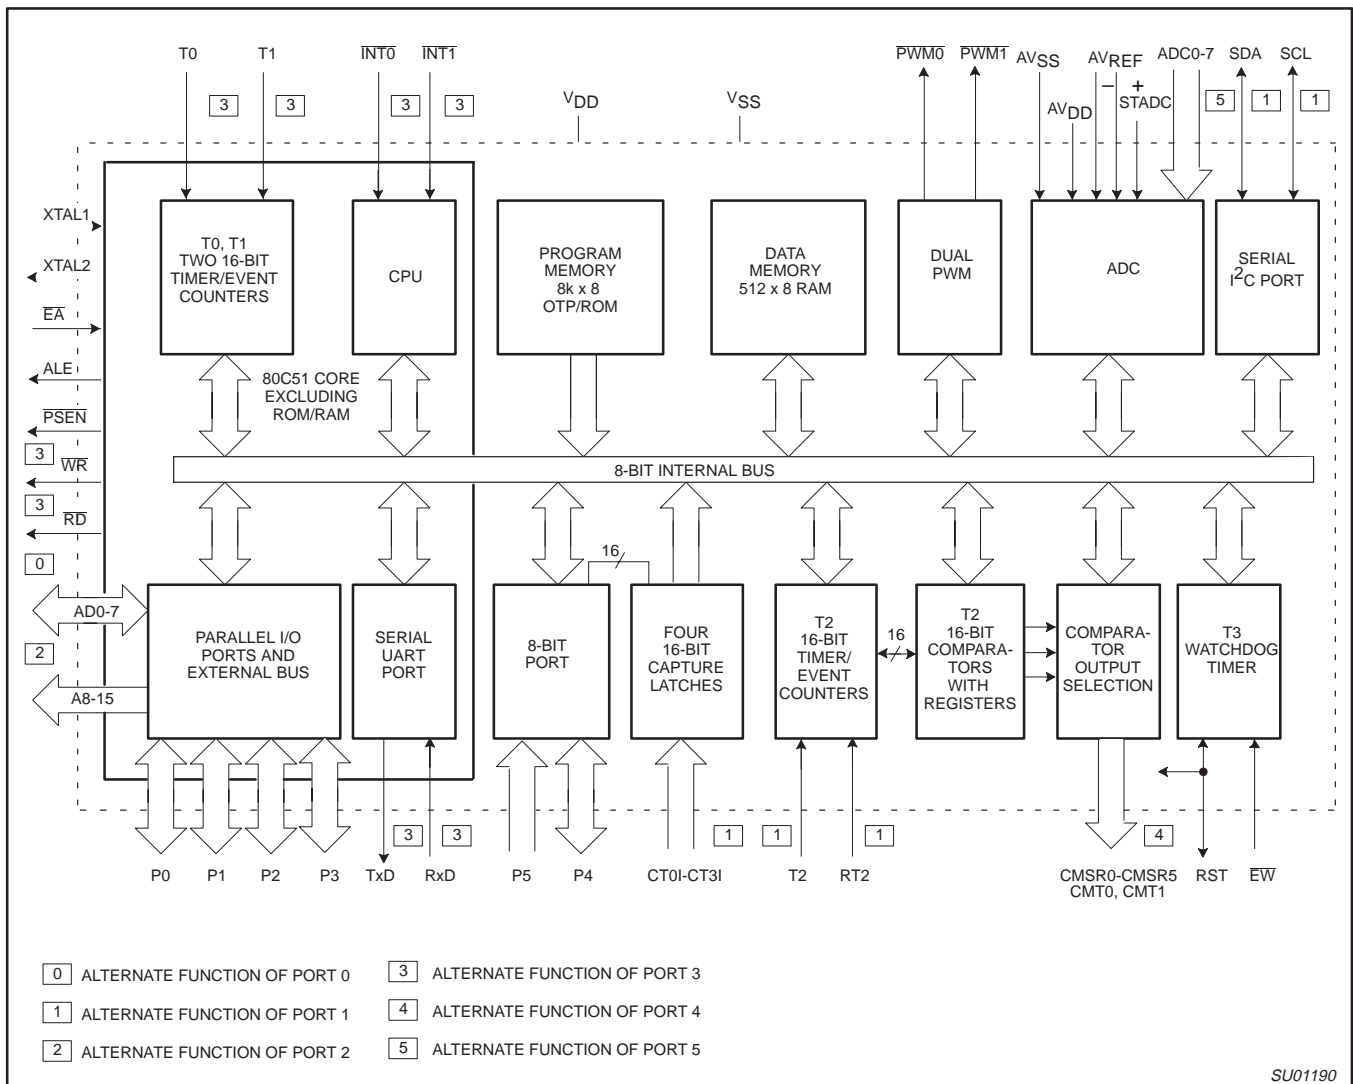 T0 T1 INT0 INT1 PWM0 PWM1 AVSS AVREF ADC0-7 SDA SCL
− +
STADC
3 3 3 3 5 1 1
VDD VSS AVDD
XTAL1
XTAL2
EA
ALE
PSEN
3
WR
3
RD
0
AD0-7
2
A8-15
T0, T1
TWO 16-BIT
TIMER/EVENT
COUNTERS
CPU
PROGRAM
MEMORY
8k x 8
OTP/ROM
DATA
MEMORY
512 x 8 RAM
DUAL
PWM
ADC
SERIAL
I2C PORT
80C51 CORE
EXCLUDING
ROM/RAM
8-BIT INTERNAL BUS
16
16
PARALLEL I/O
PORTS AND
EXTERNAL BUS
SERIAL
UART
PORT
8-BIT
PORT
FOUR
16-BIT
CAPTURE
LATCHES
T2
16-BIT
TIMER/
EVENT
COUNTERS
T2
16-BIT
COMPARA-
TORS
WITH
REGISTERS
COMPARA-
TOR
OUTPUT
SELECTION
T3
WATCHDOG
TIMER
3 3 1 1 1 4
P0 P1 P2 P3 TxD RxD P5 P4 CT0I-CT3I T2 RT2 CMSR0-CMSR5 RST EW
CMT0, CMT1
0 ALTERNATE FUNCTION OF PORT 0
1 ALTERNATE FUNCTION OF PORT 1
2 ALTERNATE FUNCTION OF PORT 2
3 ALTERNATE FUNCTION OF PORT 3
4 ALTERNATE FUNCTION OF PORT 4
5 ALTERNATE FUNCTION OF PORT 5
SU01190